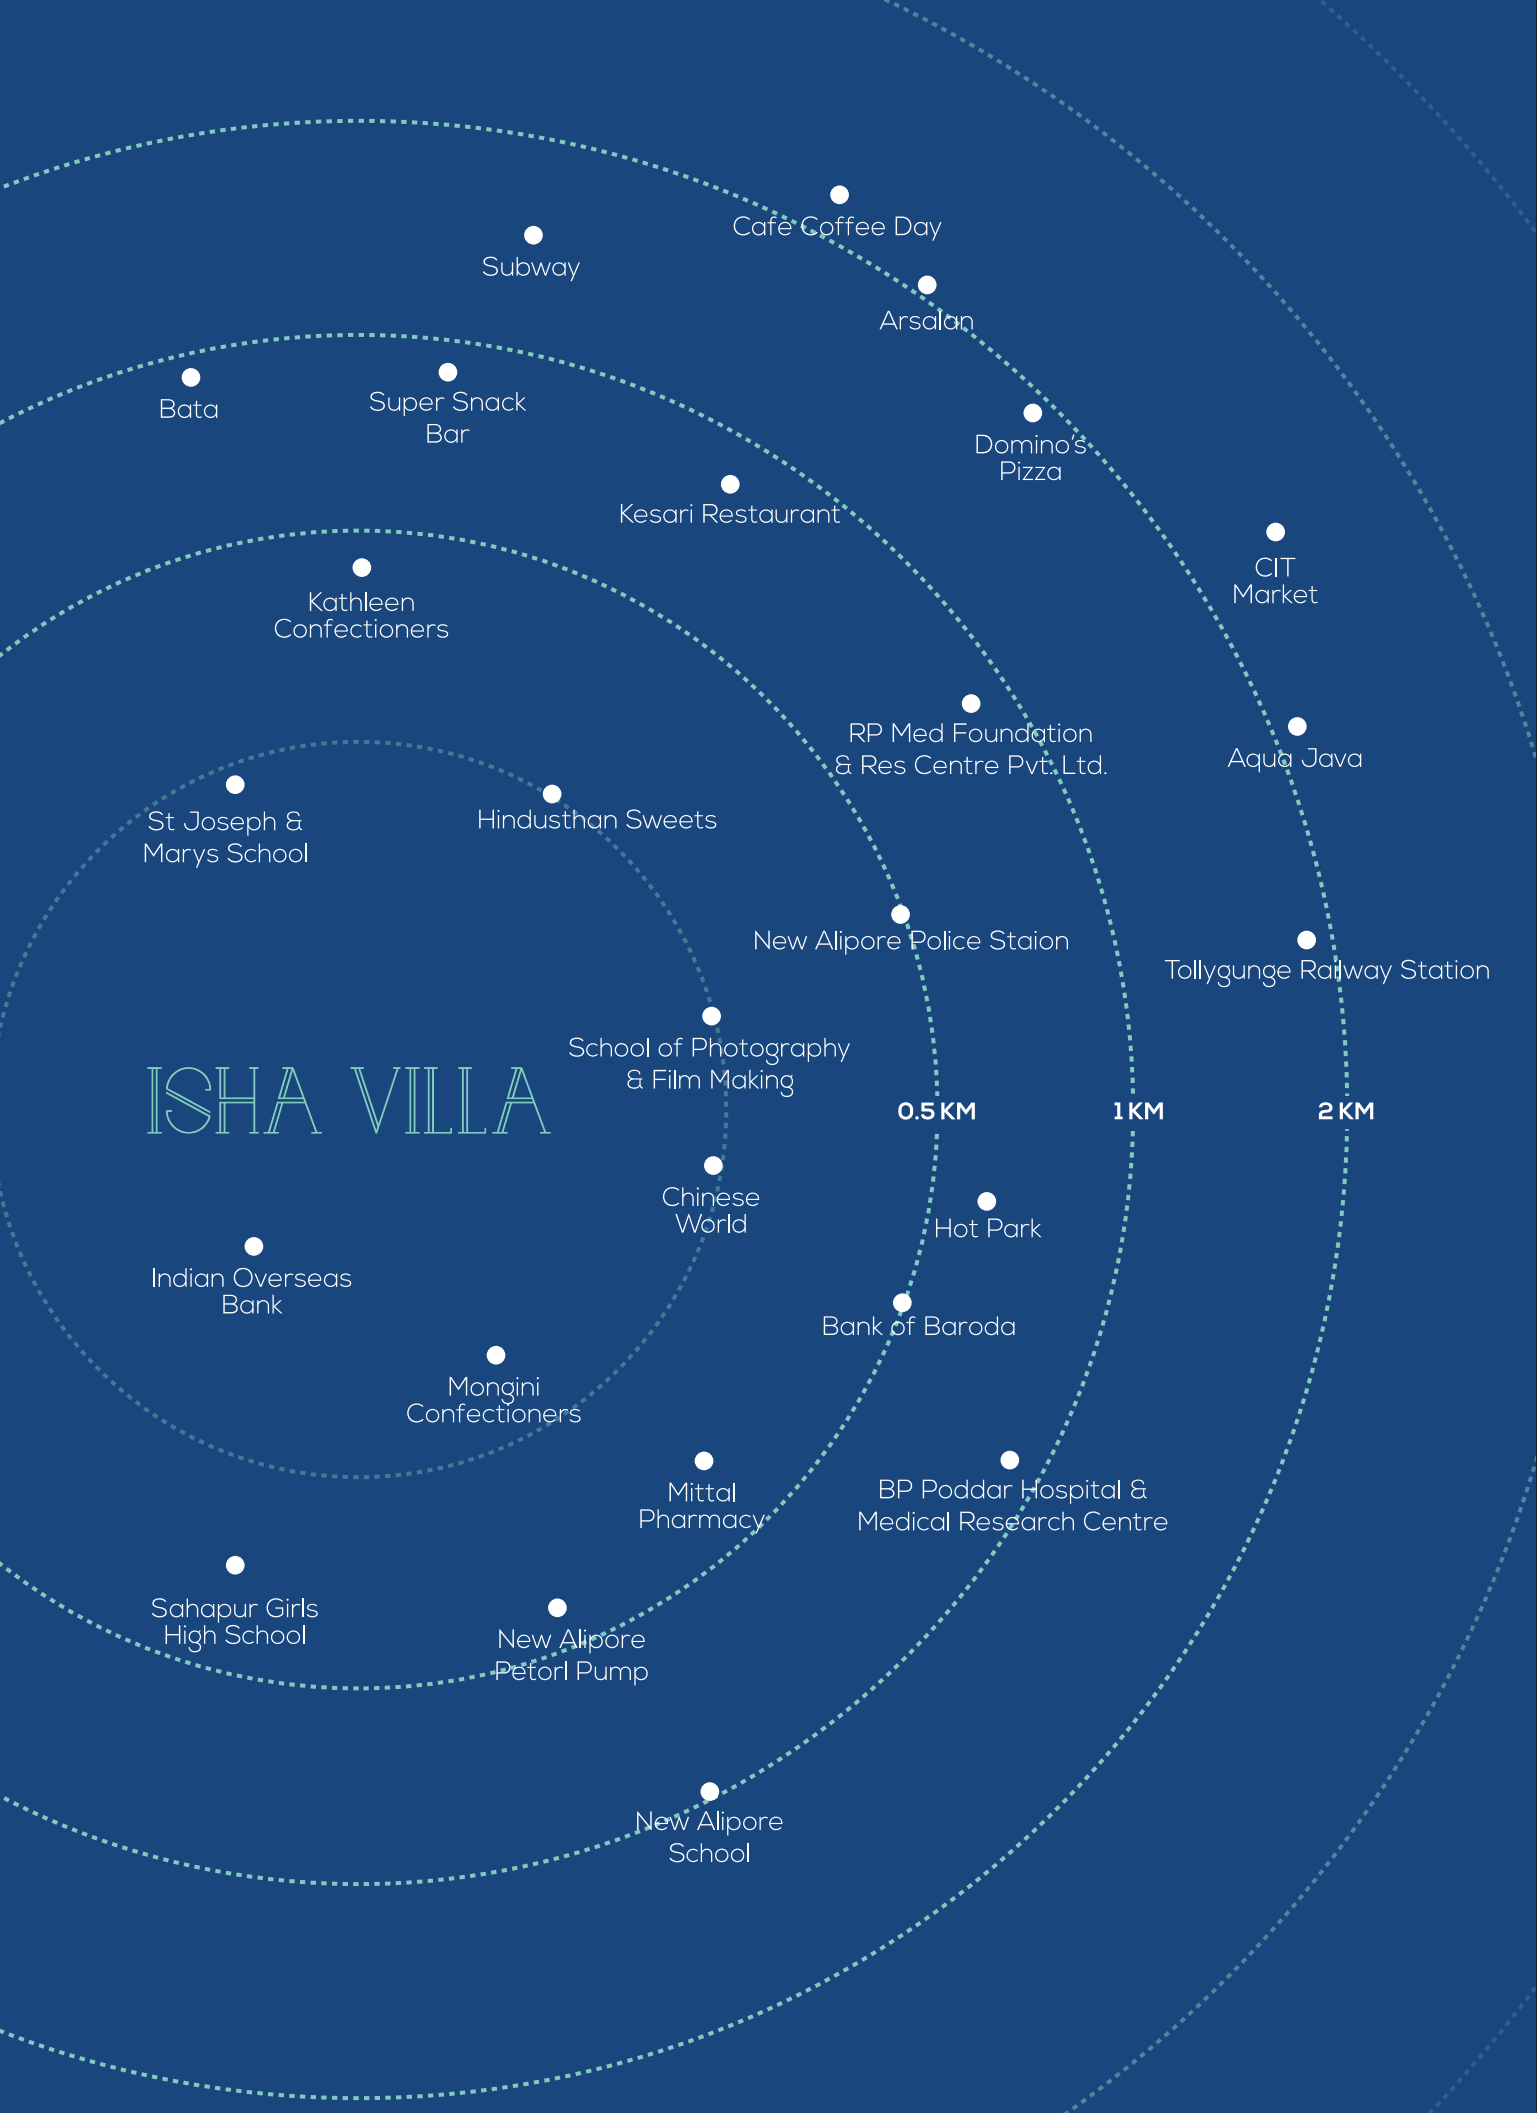 Cafe Coffee Day
Subway
Arsalan
Bata
Super Snack
Bar
Domino's
Pizza
Kesari Restaurant
CIT
Market
Kathleen
Confectioners
RP Med Foundation
& Res Centre Pvt. Ltd.
Aqua Java
St Joseph &
Marys School
Hindusthan Sweets
New Alipore Police Staion
Tollygunge Railway Station
School of Photography
& Film Making
ISHA VILLA
0.5 KM
1 KM
2 KM
Chinese
World
Hot Park
Indian Overseas
Bank
Bank of Baroda
Mongini
Confectioners
Mittal
Pharmacy
BP Poddar Hospital &
Medical Research Centre
Sahapur Girls
High School
New Alipore
Petorl Pump
New Alipore
School